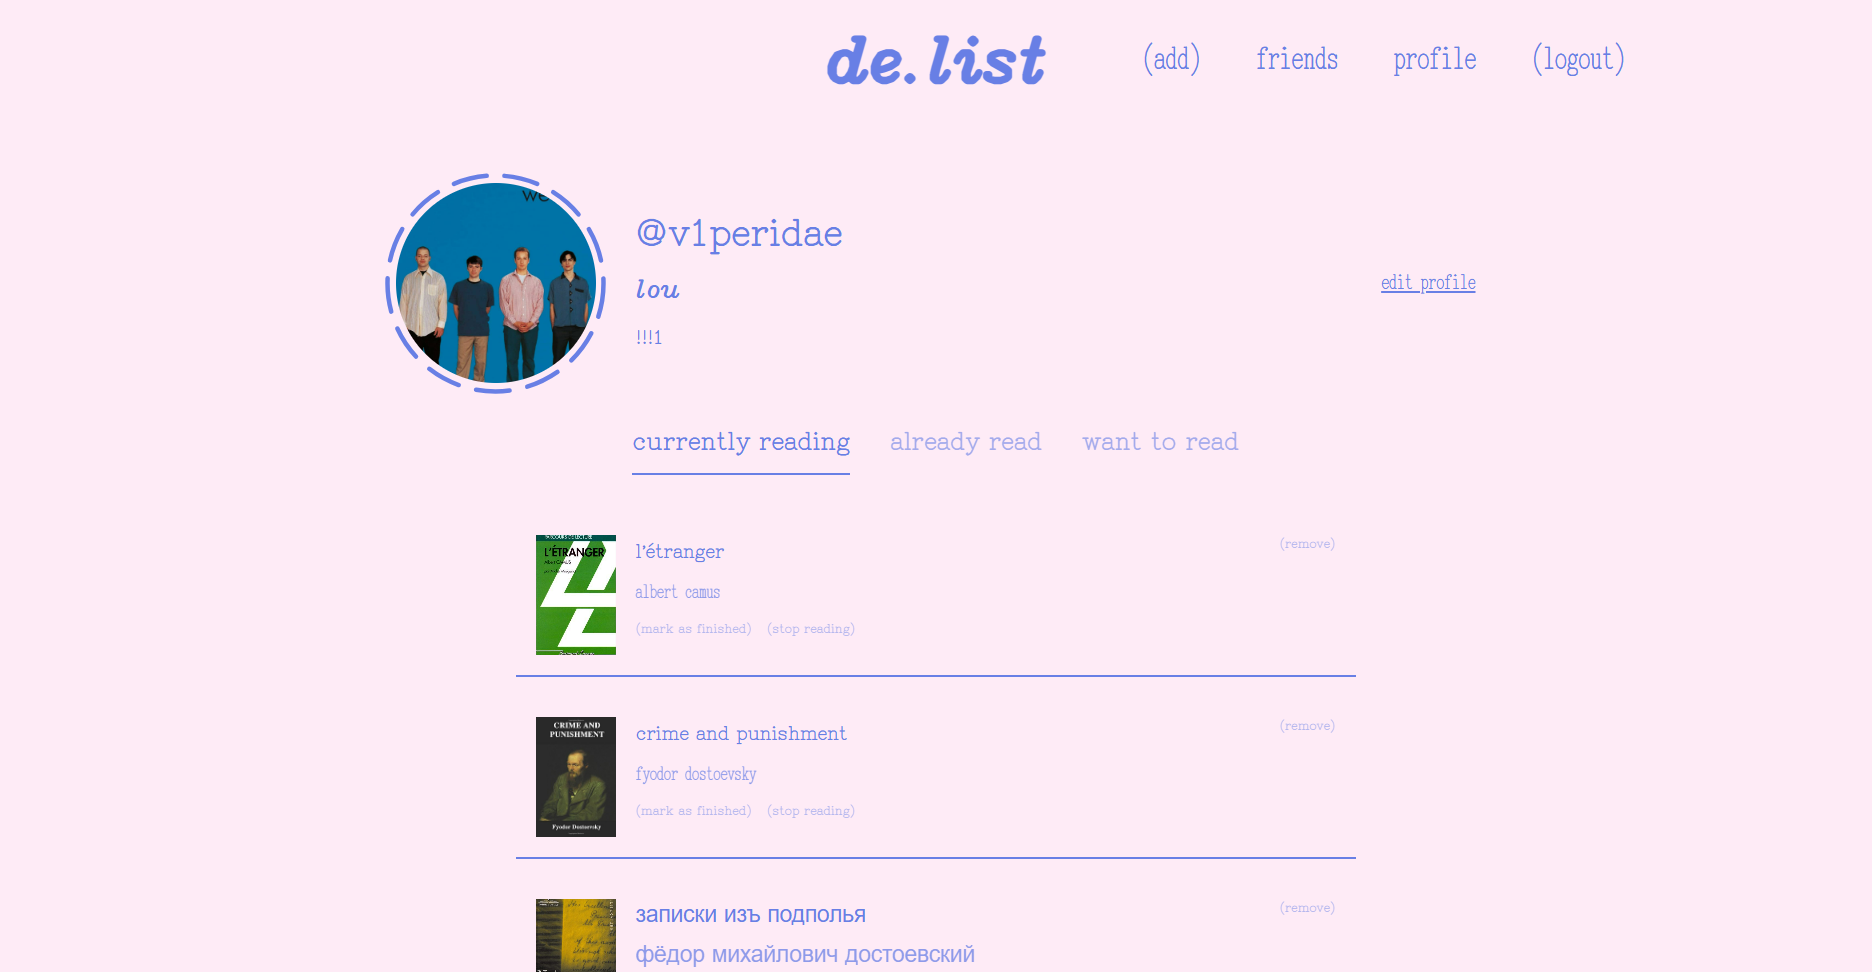 de.list
(add) friends profile (logout)
@v1peridae
lou
!!!1
edit profile
currently reading already read want to read
L'ÉTRANGER
l'étranger
(remove)
albert camus
(mark as finished) (stop reading)
CRIME AND
PUNISHMENT
Fyodor Dostoevsky
crime and punishment
(remove)
fyodor dostoevsky
(mark as finished) (stop reading)
записки изъ подполья
(remove)
фёдор михайлович достоевский